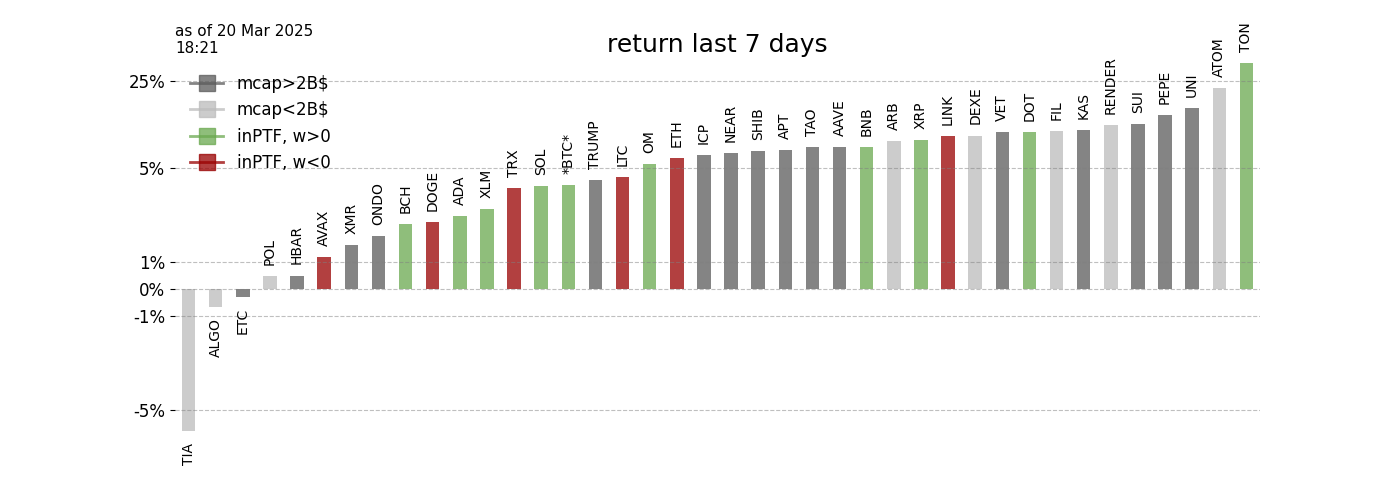 as of 20 Mar 2025
18:21
return last 7 days
mcap>2B$
mcap<2B$
inPTF, w>0
inPTF, w<0
25%
5%
1%
0%
-1%
-5%
TIA
ALGO
ETC
POL
HBAR
AVAX
XMR
ONDO
BCH
DOGE
ADA
XLM
TRX
SOL
*BTC*
TRUMP
LTC
OM
ETH
ICP
NEAR
SHIB
APT
TAO
AAVE
BNB
ARB
XRP
LINK
DEXE
VET
DOT
FIL
KAS
RENDER
SUI
PEPE
UNI
ATOM
TON